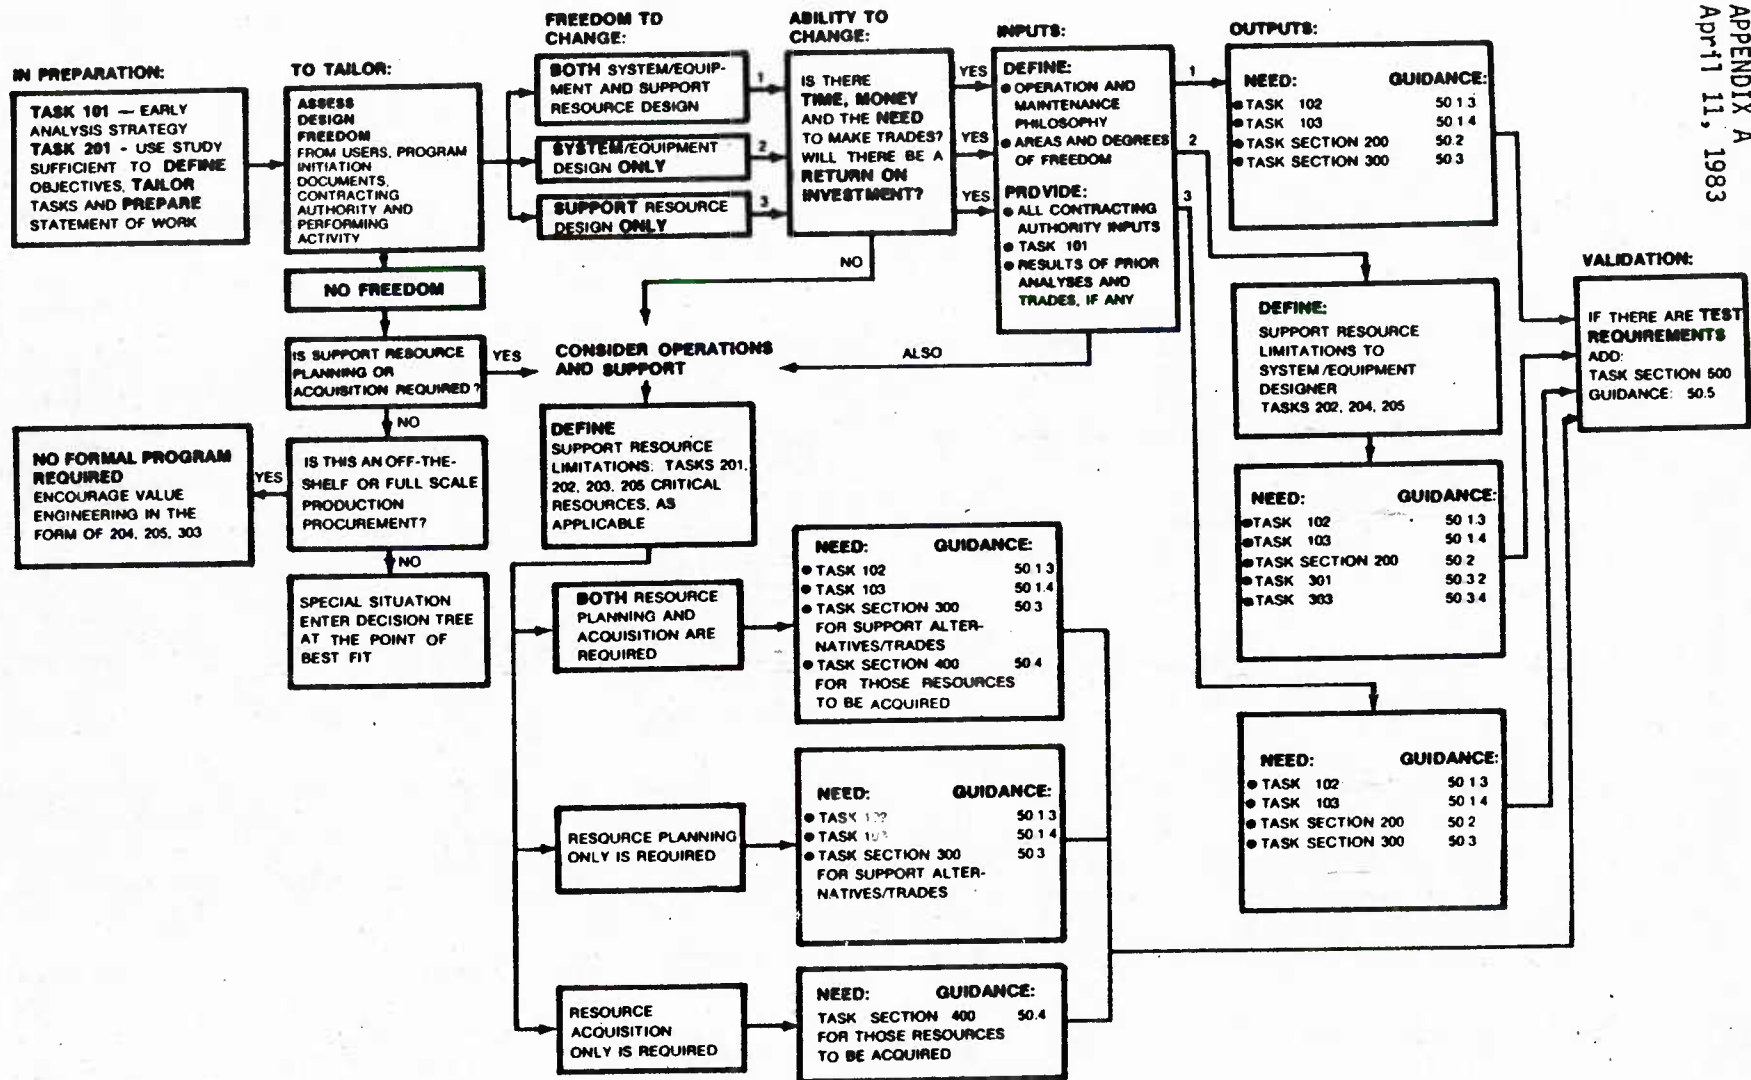 APPENDIX A
April 11, 1983
IN PREPARATION:
TASK 101 — EARLY
ANALYSIS STRATEGY
TASK 201 - USE STUDY
SUFFICIENT TO DEFINE
OBJECTIVES, TAILOR
TASKS AND PREPARE
STATEMENT OF WORK
TO TAILOR:
ASSESS
DESIGN
FREEDOM
FROM USERS, PROGRAM
INITIATION
DOCUMENTS,
CONTRACTING
AUTHORITY AND
PERFORMING
ACTIVITY
NO FREEDOM
IS SUPPORT RESOURCE
PLANNING OR
ACQUISITION REQUIRED?
YES
NO
IS THIS AN OFF-THE-
SHELF OR FULL SCALE
PRODUCTION
PROCUREMENT?
YES
NO FORMAL PROGRAM
REQUIRED
ENCOURAGE VALUE
ENGINEERING IN THE
FORM OF 204, 205, 303
NO
SPECIAL SITUATION
ENTER DECISION TREE
AT THE POINT OF
BEST FIT
FREEDOM TO
CHANGE:
BOTH SYSTEM/EQUIP-
MENT AND SUPPORT
RESOURCE DESIGN
1
SYSTEM/EQUIPMENT
DESIGN ONLY
2
SUPPORT RESOURCE
DESIGN ONLY
3
ABILITY TO
CHANGE:
IS THERE
TIME, MONEY
AND THE NEED
TO MAKE TRADES?
WILL THERE BE A
RETURN ON
INVESTMENT?
YES
YES
YES
NO
INPUTS:
DEFINE:
● OPERATION AND
MAINTENANCE
PHILOSOPHY
● AREAS AND DEGREES
OF FREEDOM
PROVIDE:
● ALL CONTRACTING
AUTHORITY INPUTS
● TASK 101
● RESULTS OF PRIOR
ANALYSES AND
TRADES, IF ANY
1
2
3
ALSO
CONSIDER OPERATIONS
AND SUPPORT
DEFINE
SUPPORT RESOURCE
LIMITATIONS: TASKS 201,
202, 203, 205 CRITICAL
RESOURCES, AS
APPLICABLE
BOTH RESOURCE
PLANNING AND
ACQUISITION ARE
REQUIRED
NEED: GUIDANCE:
● TASK 102 50 1 3
● TASK 103 50 1.4
● TASK SECTION 300 50.3
FOR SUPPORT ALTER-
NATIVES/TRADES
● TASK SECTION 400 50 4
FOR THOSE RESOURCES
TO BE ACQUIRED
RESOURCE PLANNING
ONLY IS REQUIRED
NEED: GUIDANCE:
● TASK 50 1 3
● TASK 50 1 4
● TASK SECTION 300 50 3
FOR SUPPORT ALTER-
NATIVES/TRADES
RESOURCE
ACQUISITION
ONLY IS REQUIRED
NEED: GUIDANCE:
TASK SECTION 400 50.4
FOR THOSE RESOURCES
TO BE ACQUIRED
OUTPUTS:
NEED: GUIDANCE:
● TASK 102 50 1 3
● TASK 103 50 1 4
● TASK SECTION 200 50.2
● TASK SECTION 300 50 3
DEFINE:
SUPPORT RESOURCE
LIMITATIONS TO
SYSTEM/EQUIPMENT
DESIGNER
TASKS 202, 204, 205
NEED: GUIDANCE:
● TASK 102 50 1.3
● TASK 103 50 1 4
● TASK SECTION 200 50 2
● TASK 301 50.3 2
● TASK 303 50 3 4
NEED: GUIDANCE:
● TASK 102 50 1 3
● TASK 103 50 1 4
● TASK SECTION 200 50 2
● TASK SECTION 300 50 3
VALIDATION:
IF THERE ARE TEST
REQUIREMENTS
ADD:
TASK SECTION 500
GUIDANCE: 50.5